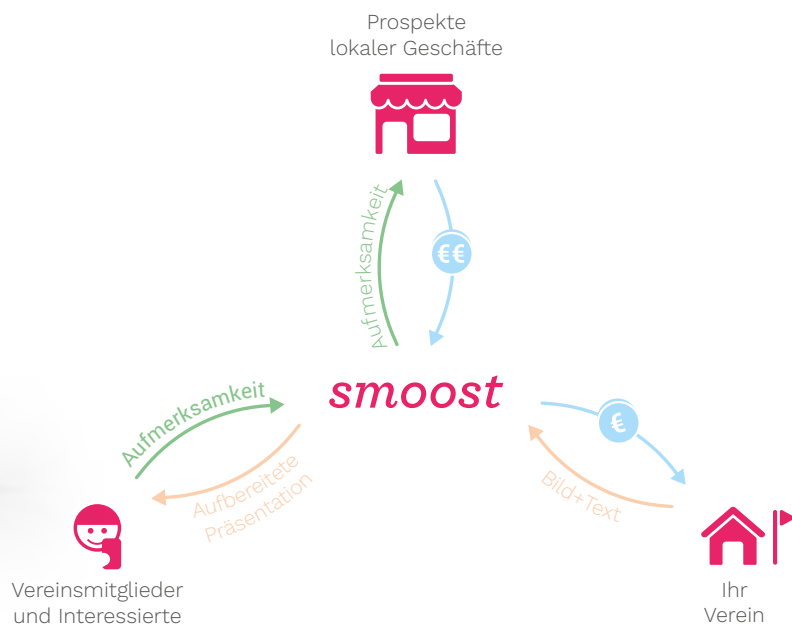 Prospekte
lokaler Geschäfte
Aufmerksamkeit
€€
smoost
Aufmerksamkeit
€
Aufbereitete
Präsentation
Bild+Text
Vereinsmitglieder
und Interessierte
Ihr
Verein